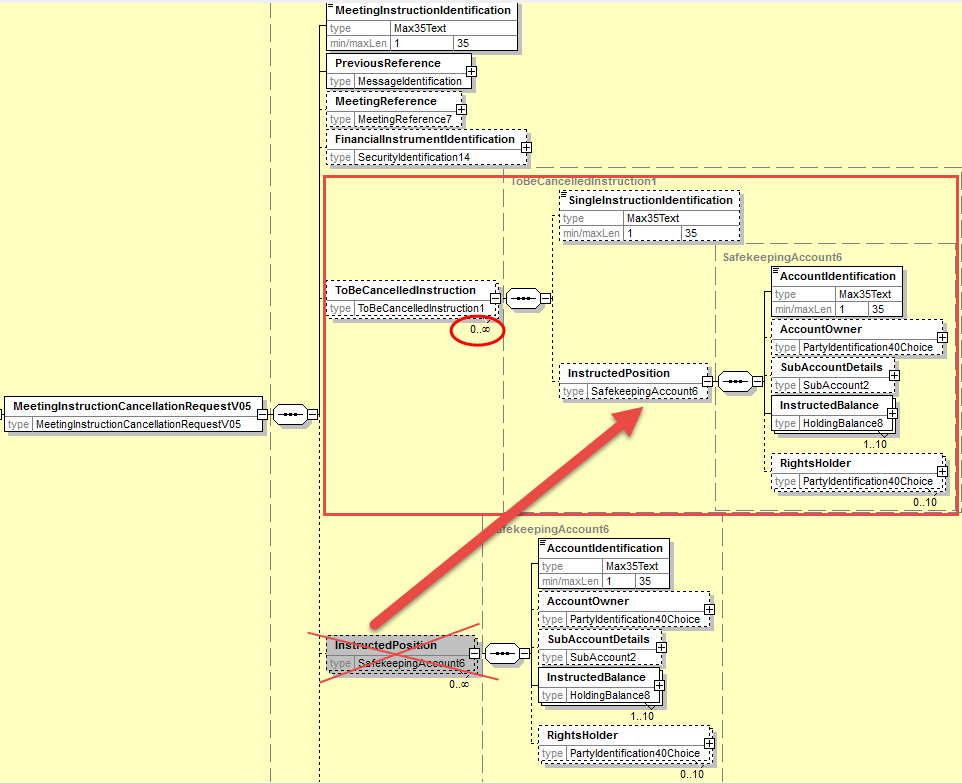 MeetingInstructionIdentification
type Max35Text
min/maxLen 1 35
PreviousReference
type MessageIdentification
MeetingReference
type MeetingReference7
FinancialInstrumentIdentification
type SecurityIdentification14
ToBeCancelledInstruction1
SingleInstructionIdentification
type Max35Text
min/maxLen 1 35
SafekeepingAccount6
AccountIdentification
type Max35Text
min/maxLen 1 35
ToBeCancelledInstruction
type ToBeCancelledInstruction1
0..∞
AccountOwner
type PartyIdentification40Choice
SubAccountDetails
type SubAccount2
InstructedPosition
type SafekeepingAccount6
InstructedBalance
type HoldingBalance8
1..10
RightsHolder
type PartyIdentification40Choice
0..10
MeetingInstructionCancellationRequestV05
type MeetingInstructionCancellationRequestV05
SafekeepingAccount6
AccountIdentification
type Max35Text
min/maxLen 1 35
AccountOwner
type PartyIdentification40Choice
SubAccountDetails
type SubAccount2
InstructedPosition
type SafekeepingAccount6
0..∞
InstructedBalance
type HoldingBalance8
1..10
RightsHolder
type PartyIdentification40Choice
0..10